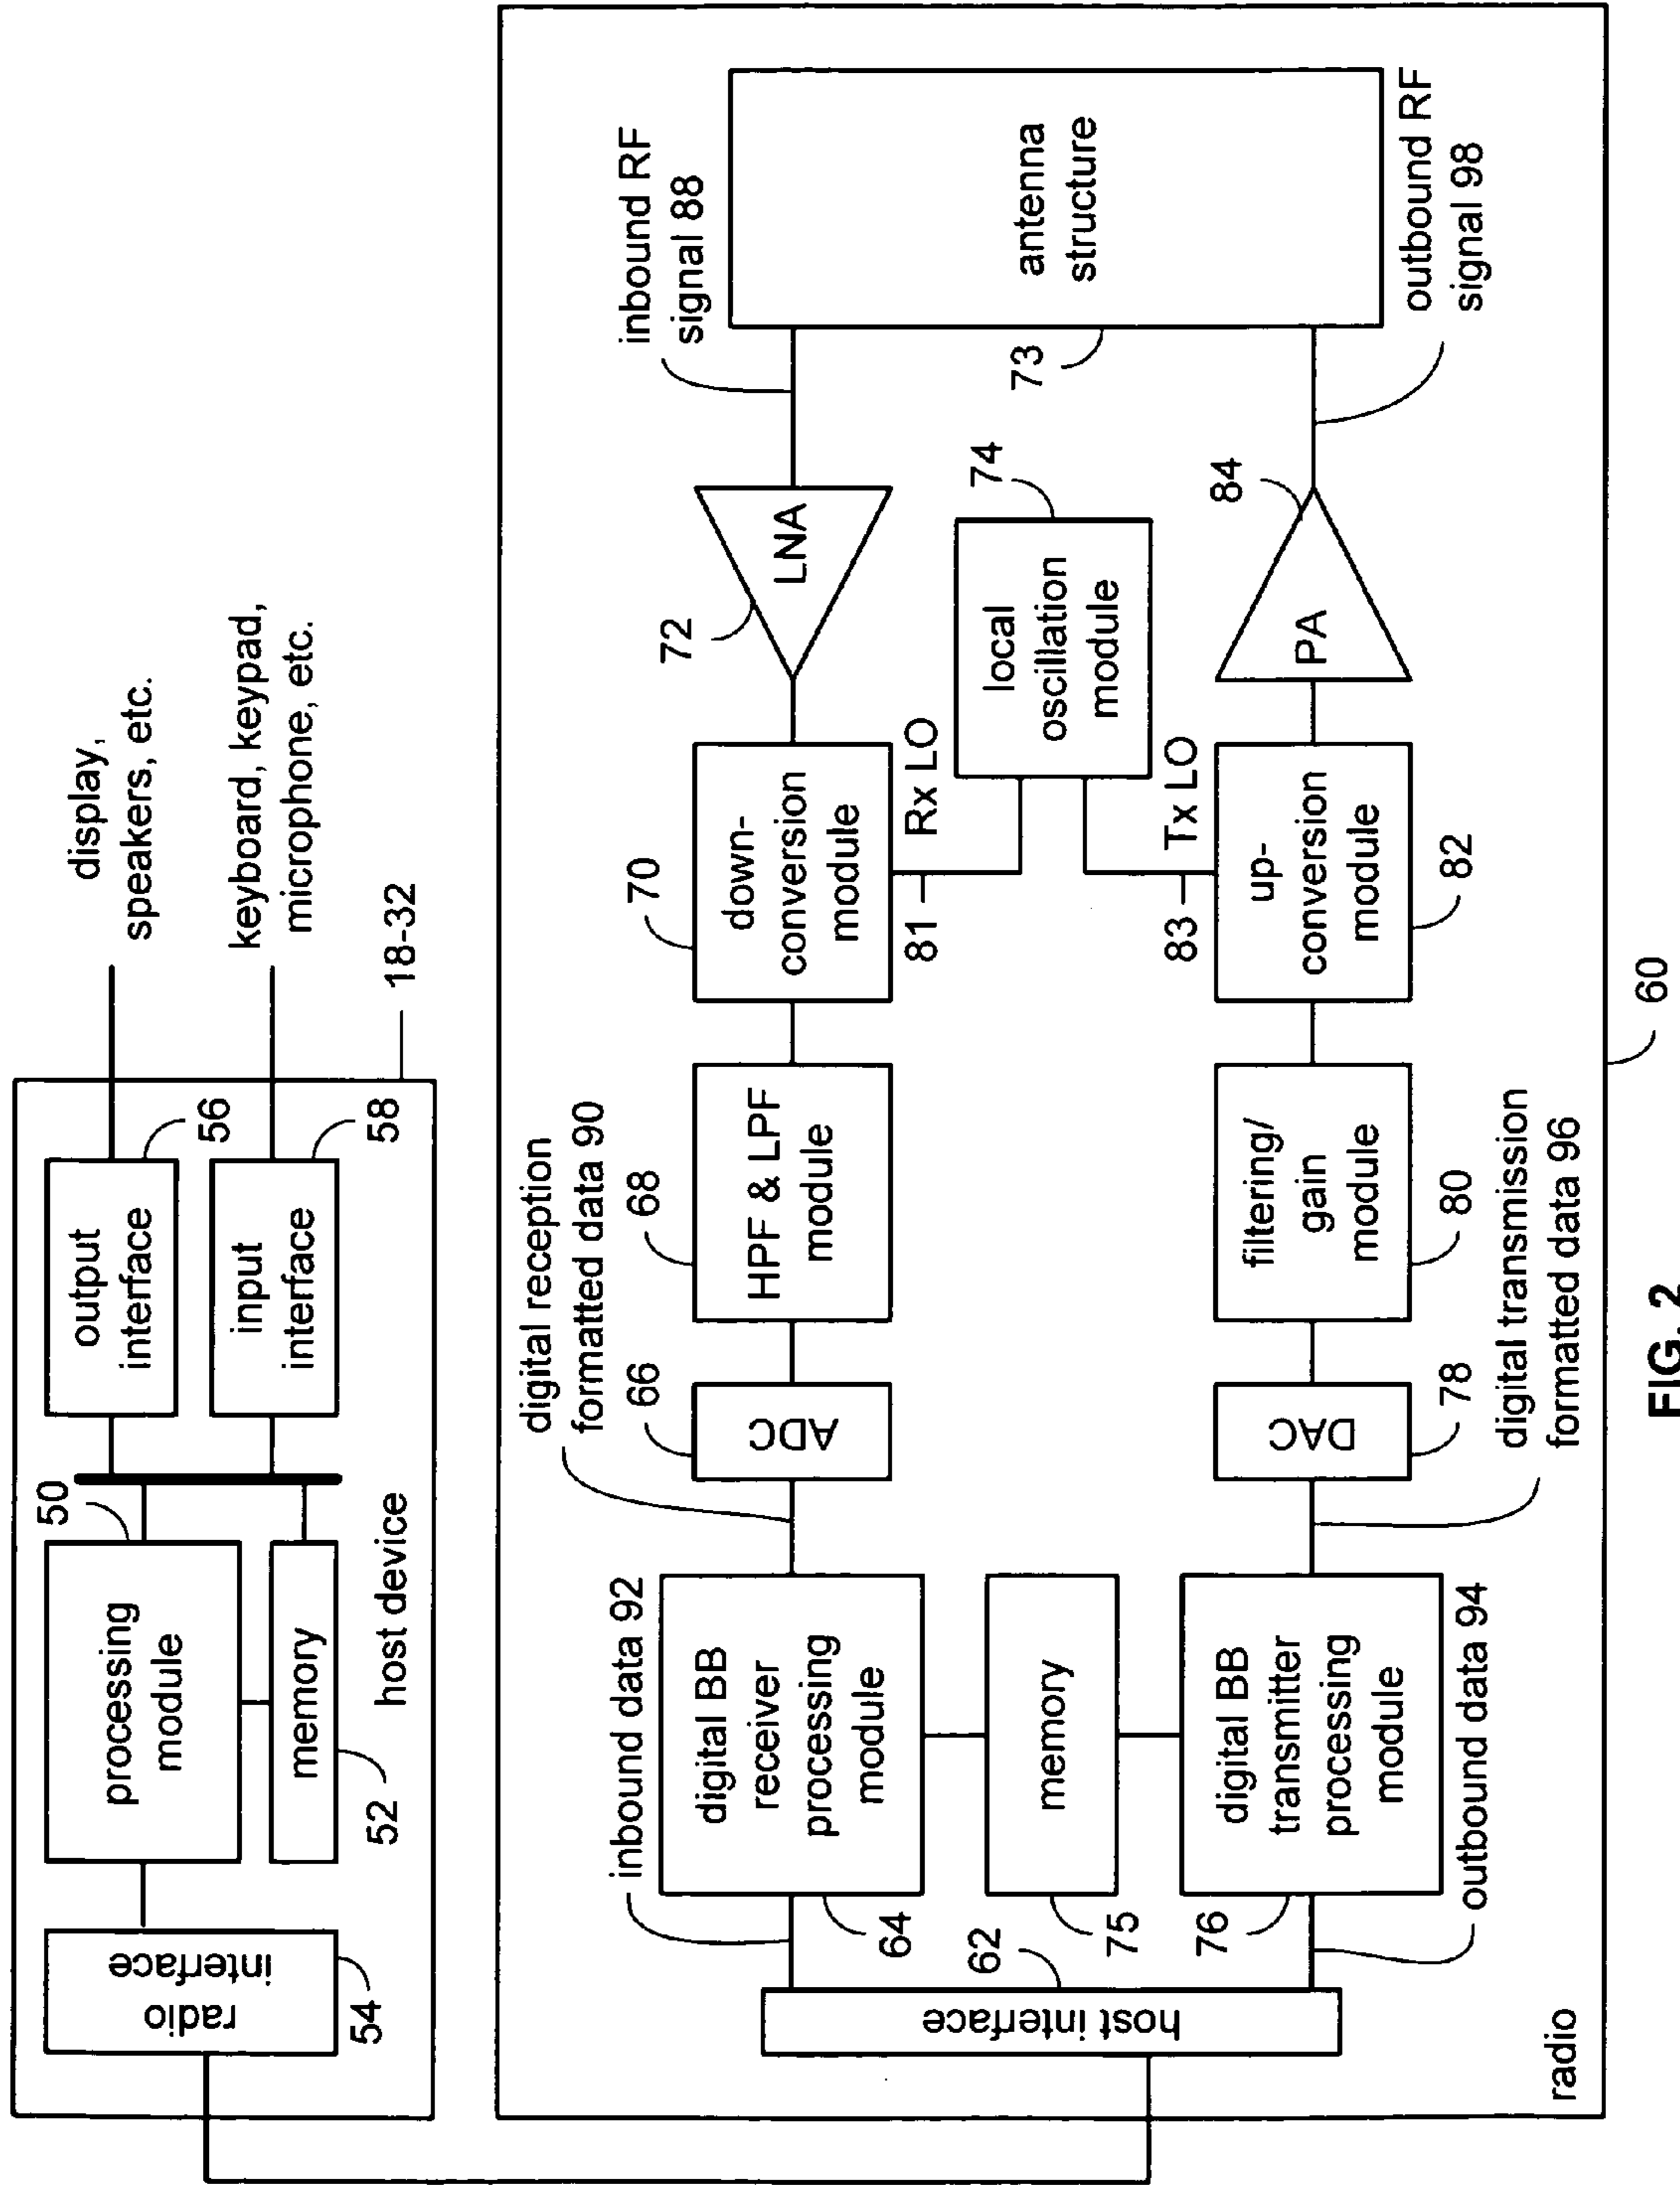 display,
speakers, etc.
keyboard, keypad,
microphone, etc.
18-32
output
interface
56
input
interface
58
50
processing
module
memory
52
host device
radio
interface
54
inbound RF
signal 88
antenna
structure
73
outbound RF
signal 98
LNA
72
local
oscillation
module
74
PA
84
down-
conversion
module
70
Rx LO
81
Tx LO
83
up-
conversion
module
82
HPF & LPF
module
68
filtering/
gain
module
80
digital reception
formatted data 90
ADC
66
DAC
78
digital transmission
formatted data 96
inbound data 92
digital BB
receiver
processing
module
64
memory
75
digital BB
transmitter
processing
module
76
outbound data 94
host interface
62
radio
60
FIG. 2